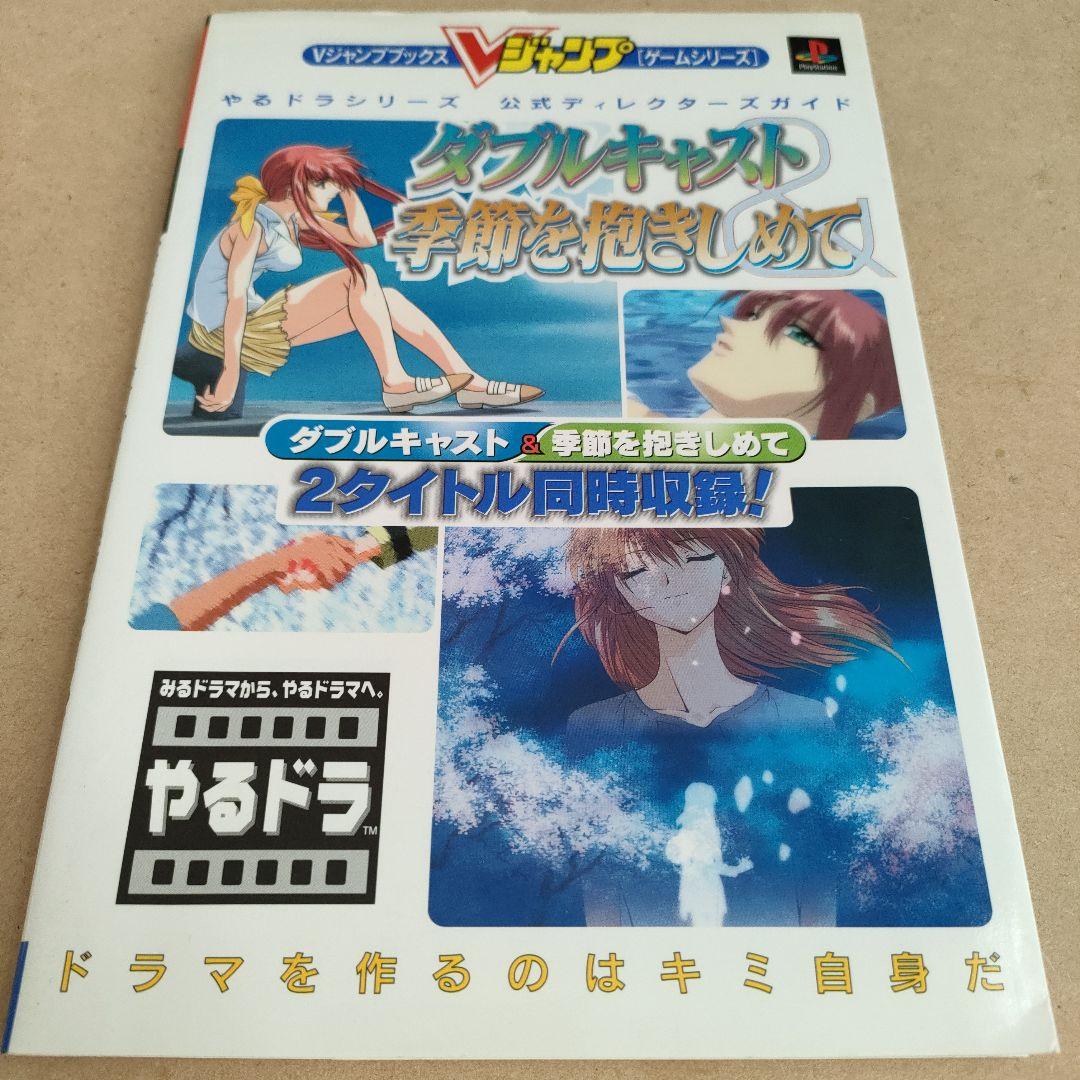 Vジャンプブックス Vジャンプ [ゲームシリーズ]
PlayStation
やるドラシリーズ 公式ディレクターズガイド
ダブルキャスト&
季節を抱きしめて
ダブルキャスト&季節を抱きしめて
2タイトル同時収録!
みるドラマから、やるドラマへ。
やるドラTM
ドラマを作るのはキミ自身だ